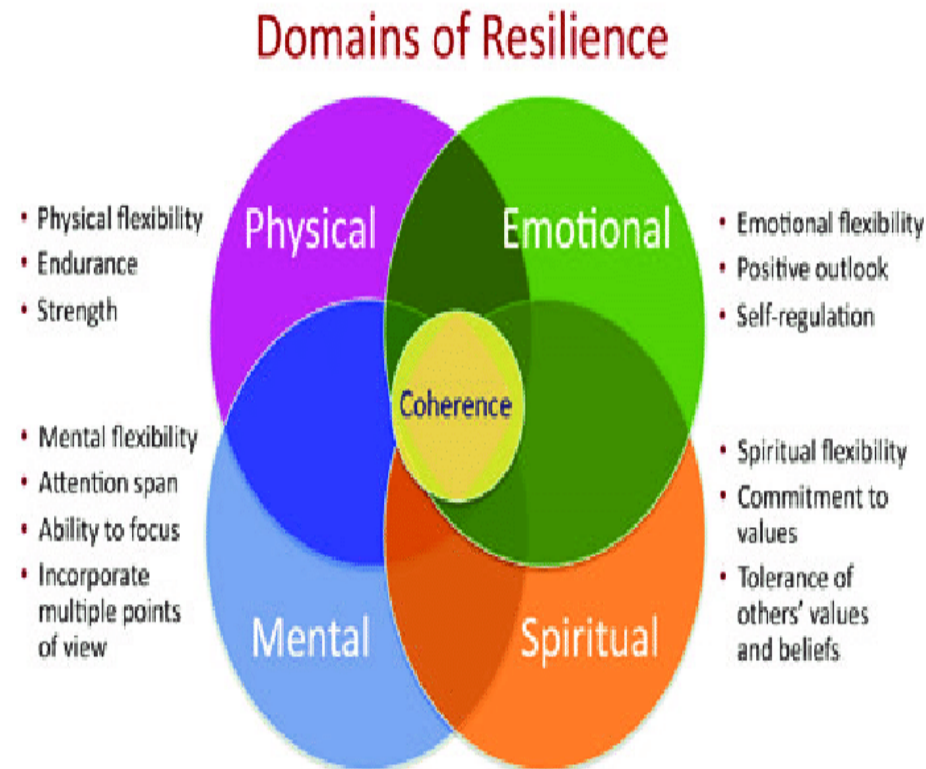 Domains of Resilience
Physical
• Physical flexibility
• Endurance
• Strength
Emotional
• Emotional flexibility
• Positive outlook
• Self-regulation
Coherence
• Mental flexibility
• Attention span
• Ability to focus
• Incorporate
multiple points
of view
Mental
• Spiritual flexibility
• Commitment to
values
• Tolerance of
others’ values
and beliefs
Spiritual